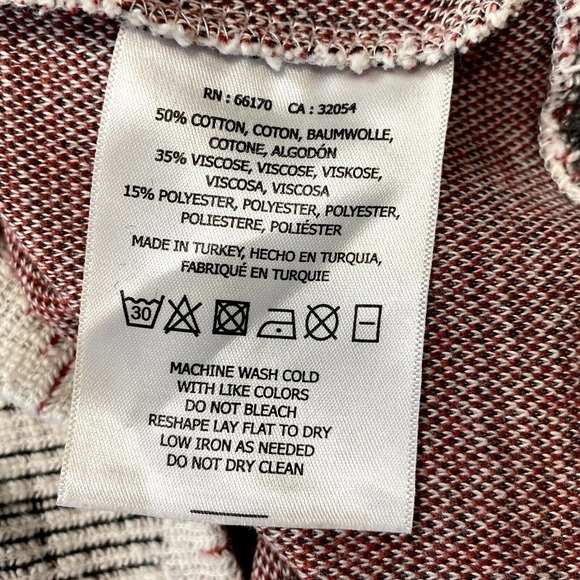 RN : 66170 CA : 32054
50% COTTON, COTON, BAUMWOLLE,
COTONE, ALGODÓN
35% VISCOSE, VISCOSE, VISKOSE,
VISCOSA, VISCOSA
15% POLYESTER, POLYESTER, POLYESTER,
POLIESTERE, POLIÉSTER
MADE IN TURKEY, HECHO EN TURQUIA,
FABRIQUÉ EN TURQUIE
30
MACHINE WASH COLD
WITH LIKE COLORS
DO NOT BLEACH
RESHAPE LAY FLAT TO DRY
LOW IRON AS NEEDED
DO NOT DRY CLEAN